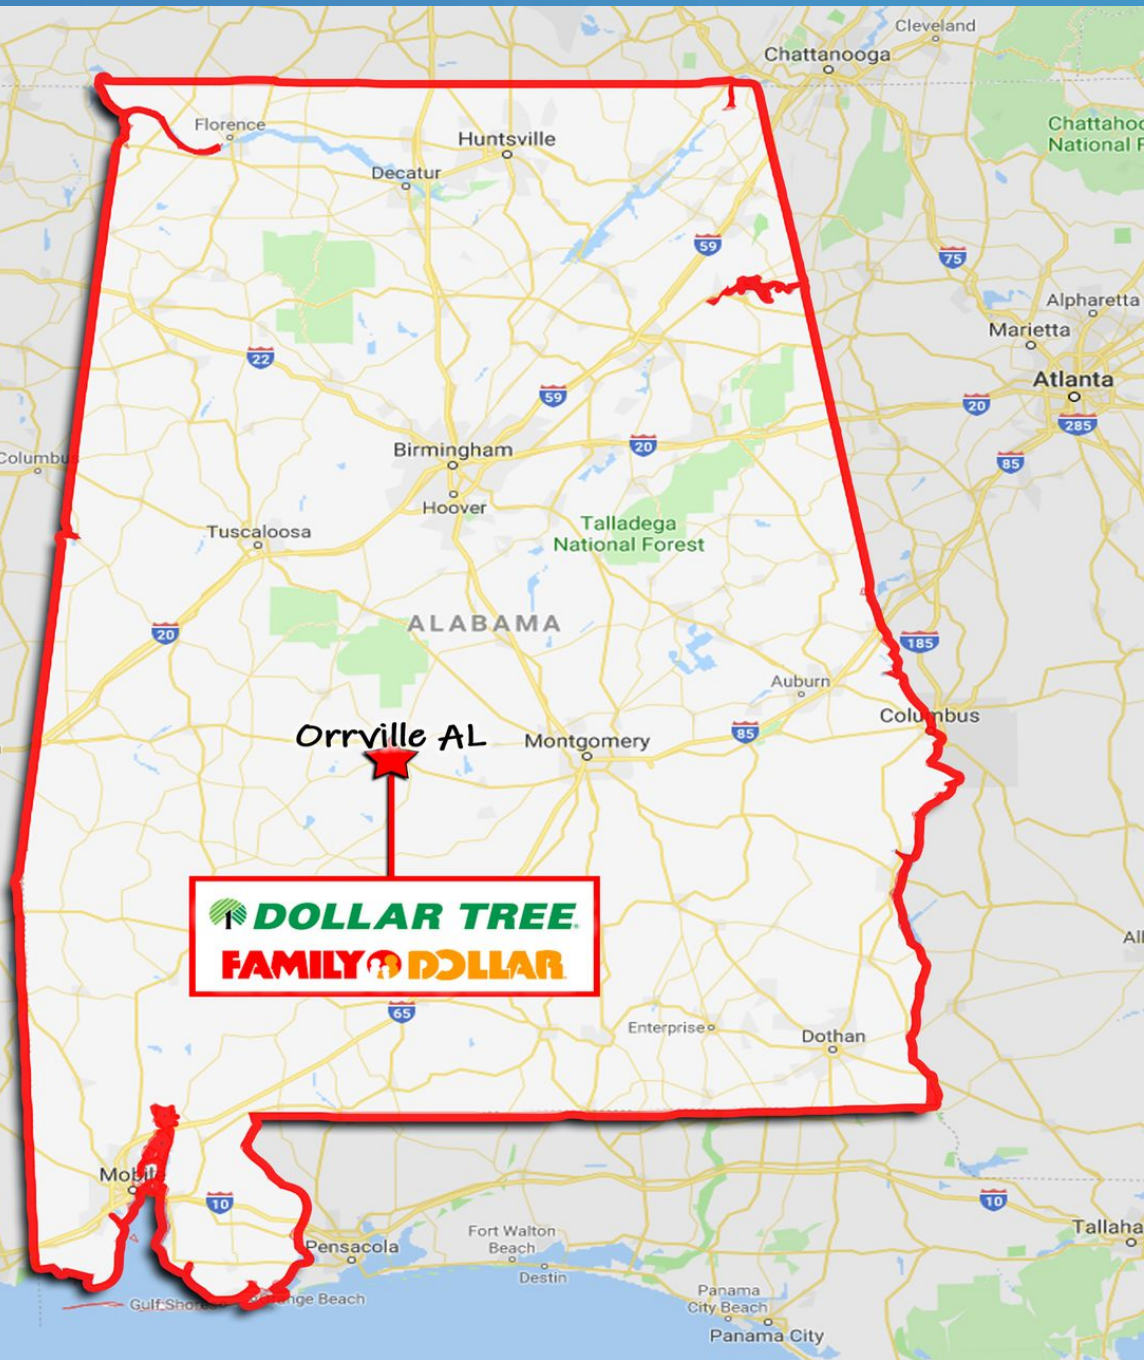 Cleveland
Chattanooga
Chattahoo
National F
Florence
Huntsville
Decatur
59
75
Alpharetta
Marietta
22
Atlanta
59
20
285
20
85
Birmingham
Columbus
Hoover
Talladega
National Forest
Tuscaloosa
ALABAMA
20
185
Auburn
Columbus
Orrville AL
Montgomery
85
DOLLAR TREE
FAMILY DOLLAR
All
65
Enterprise
Dothan
Mobile
10
10
Fort Walton
Beach
Tallaha
Pensacola
Destin
Panama
City Beach
Gulf Shores
ange Beach
Panama City